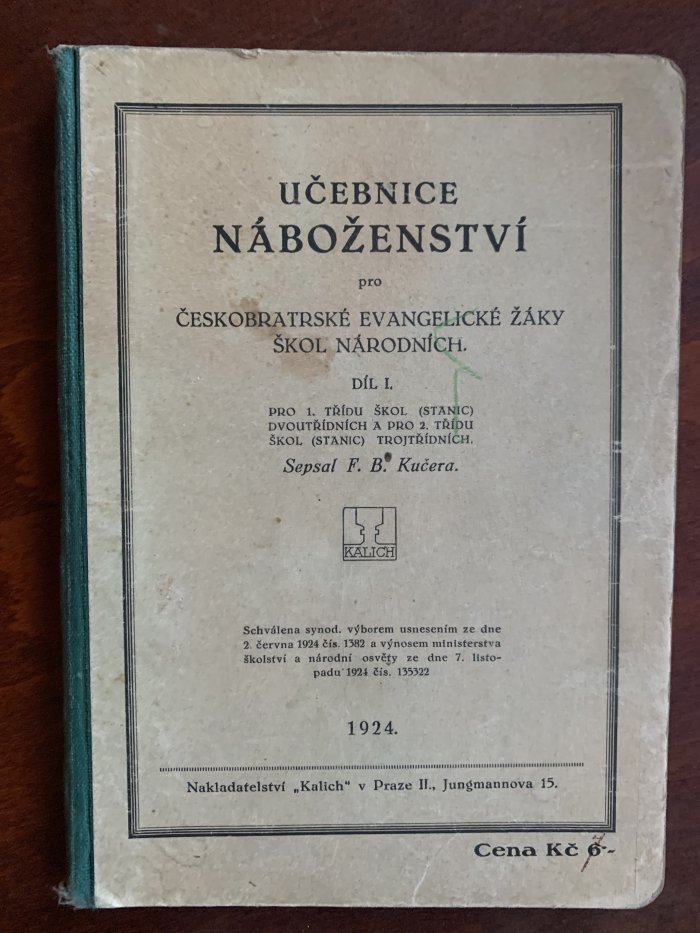 UČEBNICE
NÁBOŽENSTVÍ
pro
ČESKOBRATRSKÉ EVANGELICKÉ ŽÁKY
ŠKOL NÁRODNÍCH.
DÍL I.
PRO 1. TŘÍDU ŠKOL (STANIC)
DVOUTŘÍDNÍCH A PRO 2. TŘÍDU
ŠKOL (STANIC) TROJTŘÍDNÍCH.
Sepsal F. B. Kučera.
KALICH
Schválena synod. výborem usnesením ze dne
2. června 1924 čís. 1382 a výnosem ministerstva
školství a národní osvěty ze dne 7. listo-
padu 1924 čís. 135322
1924.
Nakladatelství „Kalich" v Praze II., Jungmannova 15.
Cena Kč 6·-